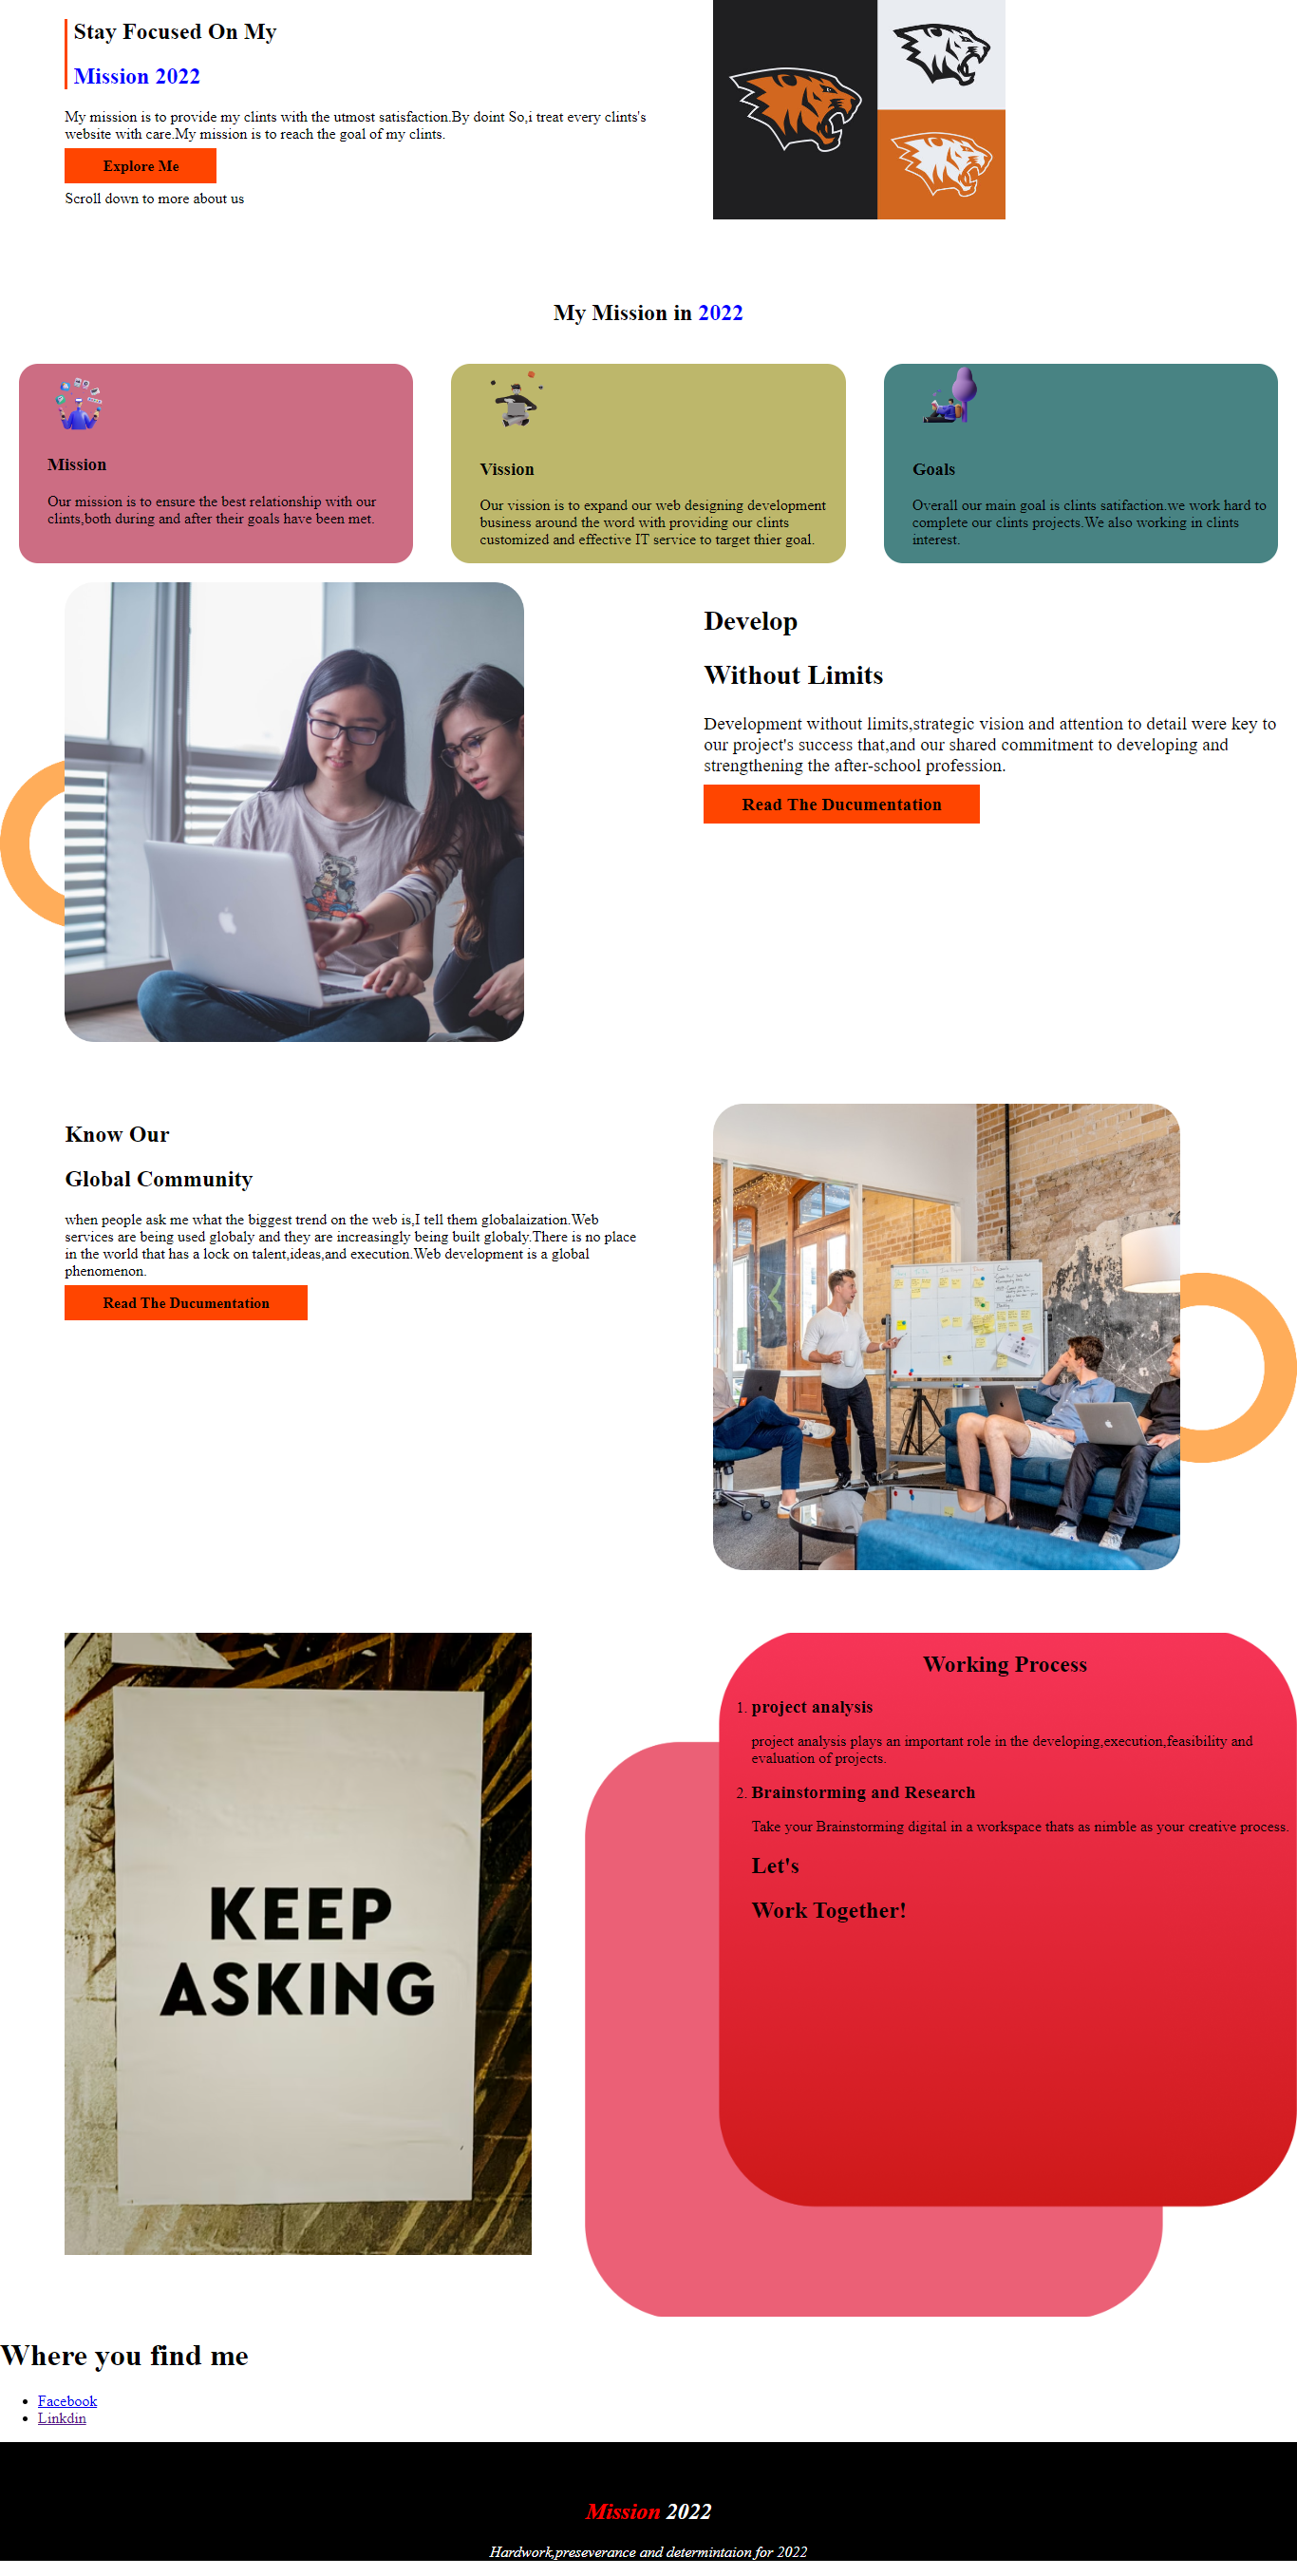 Stay Focused On My
Mission 2022
My mission is to provide my clints with the utmost satisfaction.By doint So,i treat every clints's
website with care.My mission is to reach the goal of my clints.
Explore Me
Scroll down to more about us
My Mission in 2022
Mission
Our mission is to ensure the best relationship with our
clints,both during and after their goals have been met.
Vission
Our vission is to expand our web designing development
business around the word with providing our clints
customized and effective IT service to target thier goal.
Goals
Overall our main goal is clints satifaction.we work hard to
complete our clints projects.We also working in clints
interest.
Develop
Without Limits
Development without limits,strategic vision and attention to detail were key to
our project's success that,and our shared commitment to developing and
strengthening the after-school profession.
Read The Ducumentation
Know Our
Global Community
when people ask me what the biggest trend on the web is,I tell them globalaization.Web
services are being used globaly and they are increasingly being built globaly.There is no place
in the world that has a lock on talent,ideas,and execution.Web development is a global
phenomenon.
Read The Ducumentation
KEEP
ASKING
Working Process
1. project analysis
project analysis plays an important role in the developing,execution,feasibility and
evaluation of projects.
2. Brainstorming and Research
Take your Brainstorming digital in a workspace thats as nimble as your creative process.
Let's
Work Together!
Where you find me
Facebook
Linkdin
Mission 2022
Hardwork,preseverance and determintaion for 2022